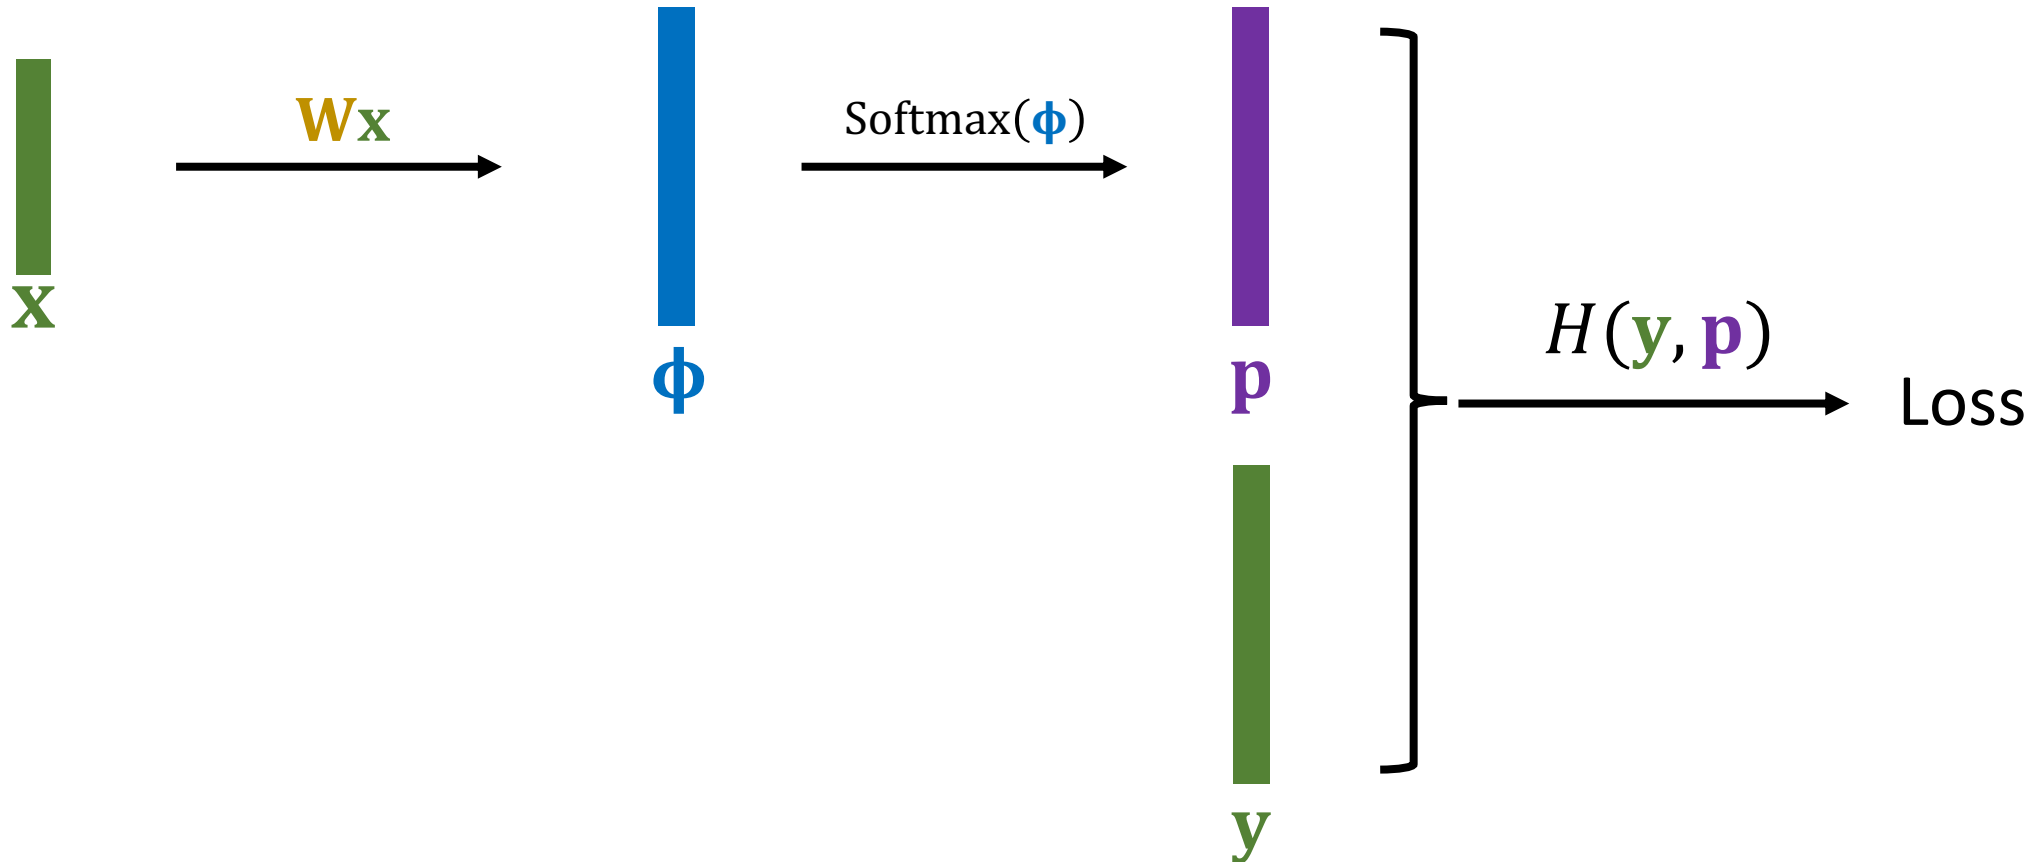 𝐖𝐱
Softmax(𝛟)
𝐱
𝛟
𝐩
𝐻(𝐲, 𝐩)
Loss
𝐲